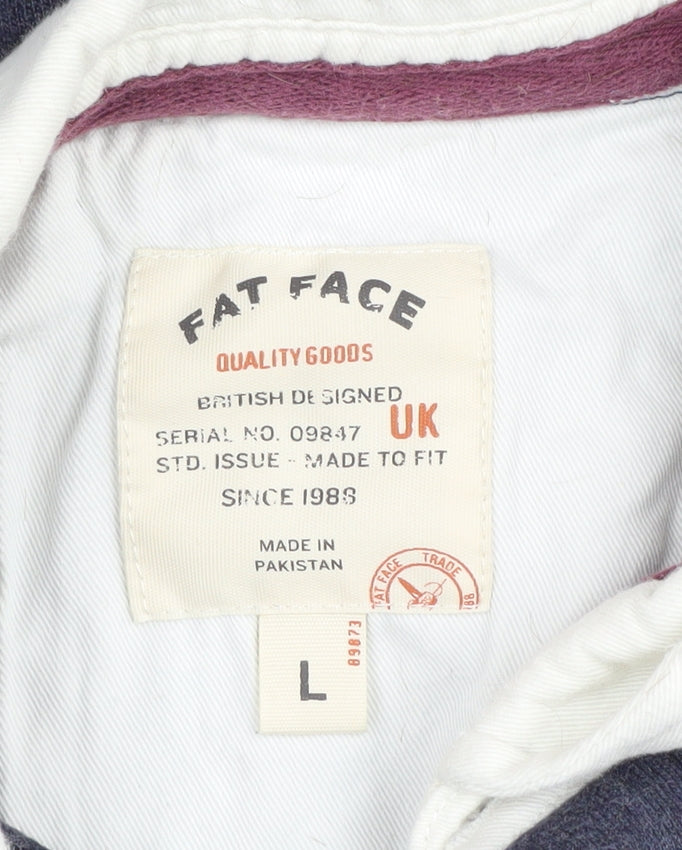 FAT FACE
QUALITY GOODS
BRITISH DESIGNED
UK
SERIAL NO. 09847
STD. ISSUE - MADE TO FIT
SINCE 1988
MADE IN
PAKISTAN
FAT FACE TRADE
88
89873
L